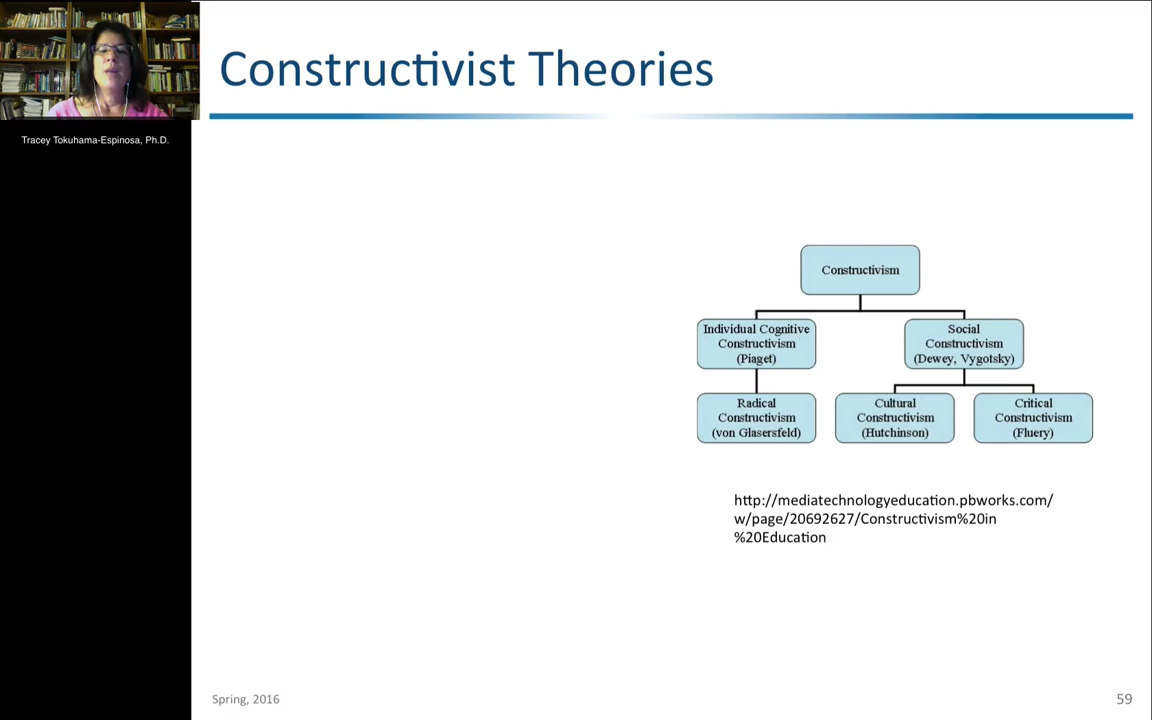 Constructivist Theories
Tracey Tokuhama-Espinosa, Ph.D.
Constructivism
Individual Cognitive
Constructivism
(Piaget)
Social
Constructivism
(Dewey, Vygotsky)
Radical
Constructivism
(von Glasersfeld)
Cultural
Constructivism
(Hutchinson)
Critical
Constructivism
(Fluery)
http://mediatechnologyeducation.pbworks.com/
w/page/20692627/Constructivism%20in
%20Education
Spring, 2016
59